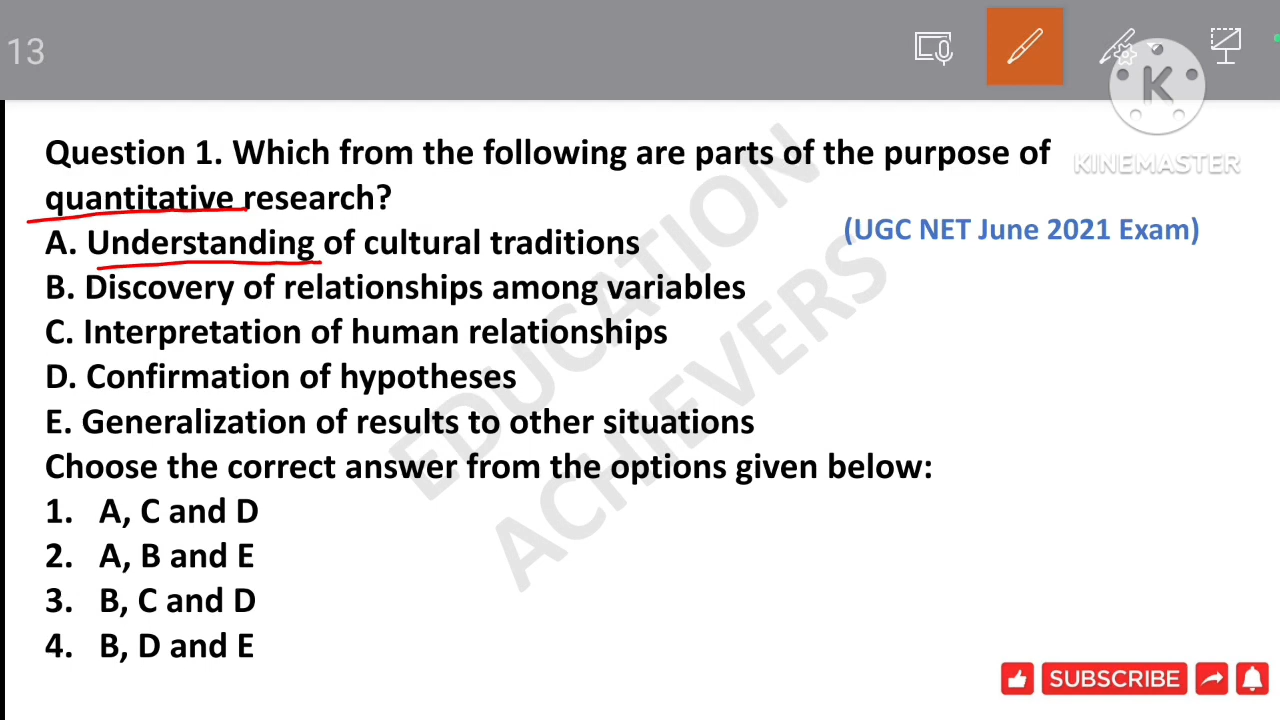 13
K
KINEMASTER
Question 1. Which from the following are parts of the purpose of
quantitative research?
(UGC NET June 2021 Exam)
A. Understanding of cultural traditions
B. Discovery of relationships among variables
C. Interpretation of human relationships
D. Confirmation of hypotheses
E. Generalization of results to other situations
Choose the correct answer from the options given below:
1. A, C and D
2. A, B and E
3. B, C and D
4. B, D and E
EDUCATION
ACHIEVERS
SUBSCRIBE